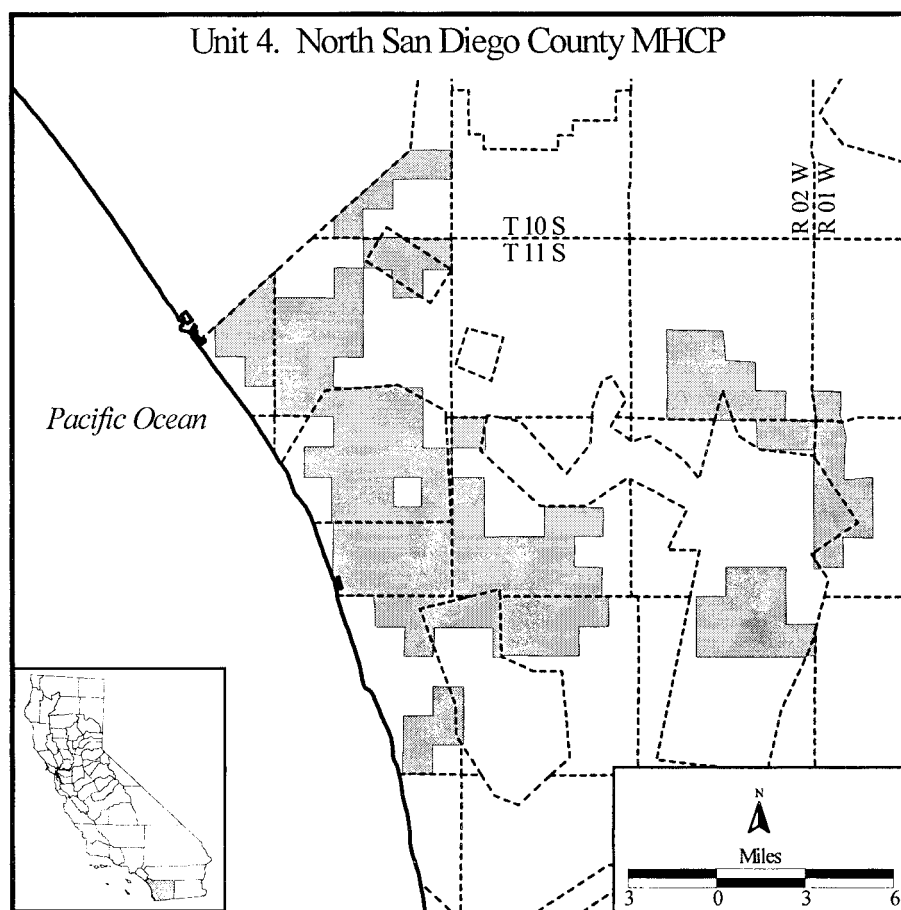 Unit 4. North San Diego County MHCP
R 02 W
R 01 W
T 10 S
T 11 S
Pacific Ocean
N
Miles
3 0 3 6